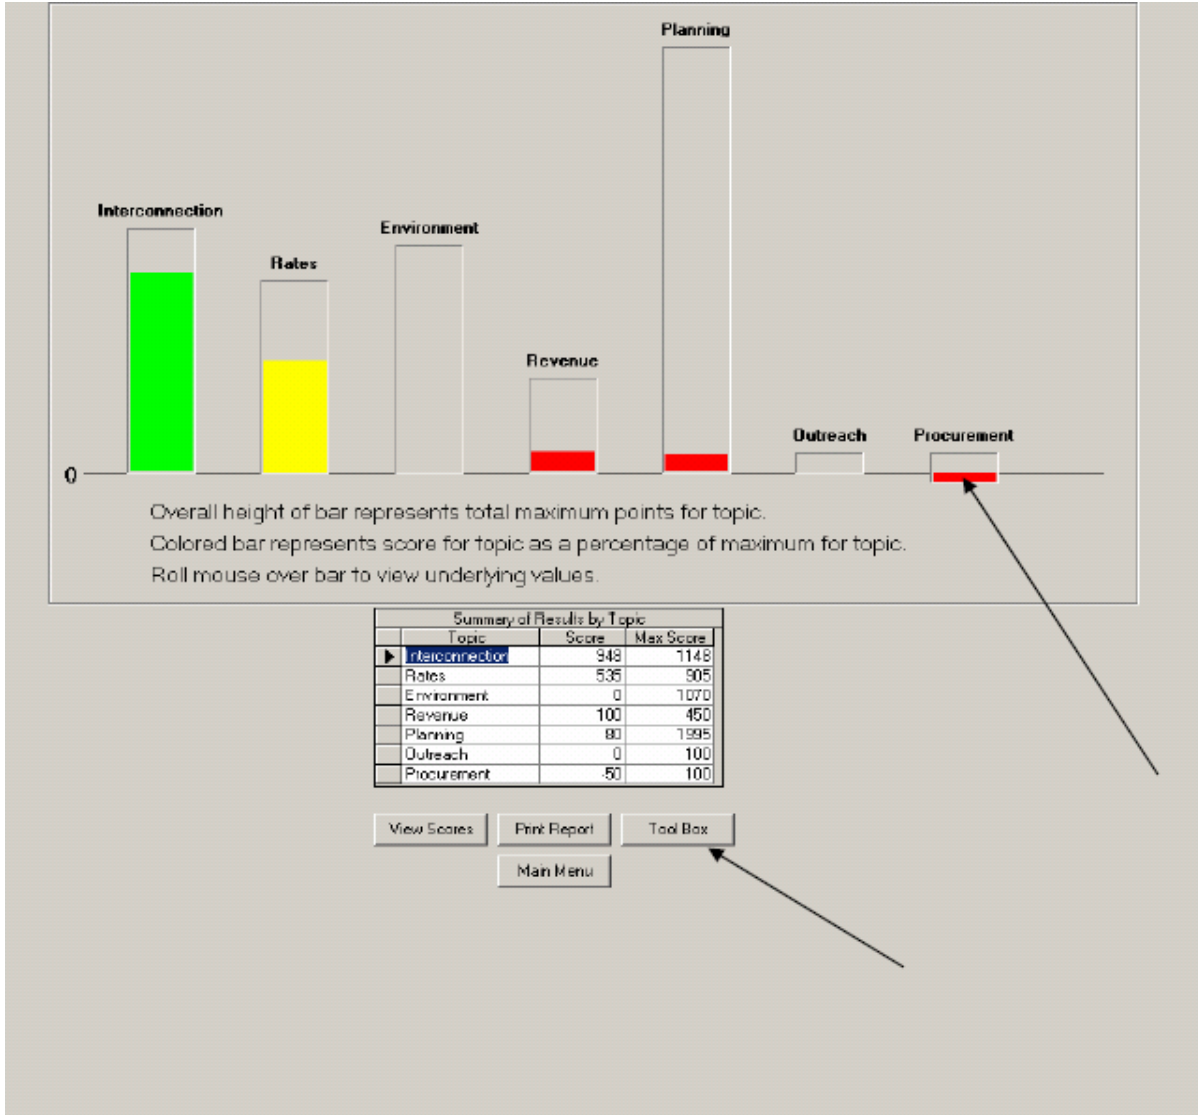 Planning
Interconnection
Environment
Rates
Revenue
Outreach
Procurement
0
Overall height of bar represents total maximum points for topic.
Colored bar represents score for topic as a percentage of maximum for topic.
Roll mouse over bar to view underlying values.
Summary of Results by Topic
Topic Score Max Score
Interconnection 948 1148
Rates 535 905
Environment 0 1070
Revenue 100 450
Planning 80 1995
Outreach 0 100
Procurement -50 100
View Scores Print Report Tool Box
Main Menu